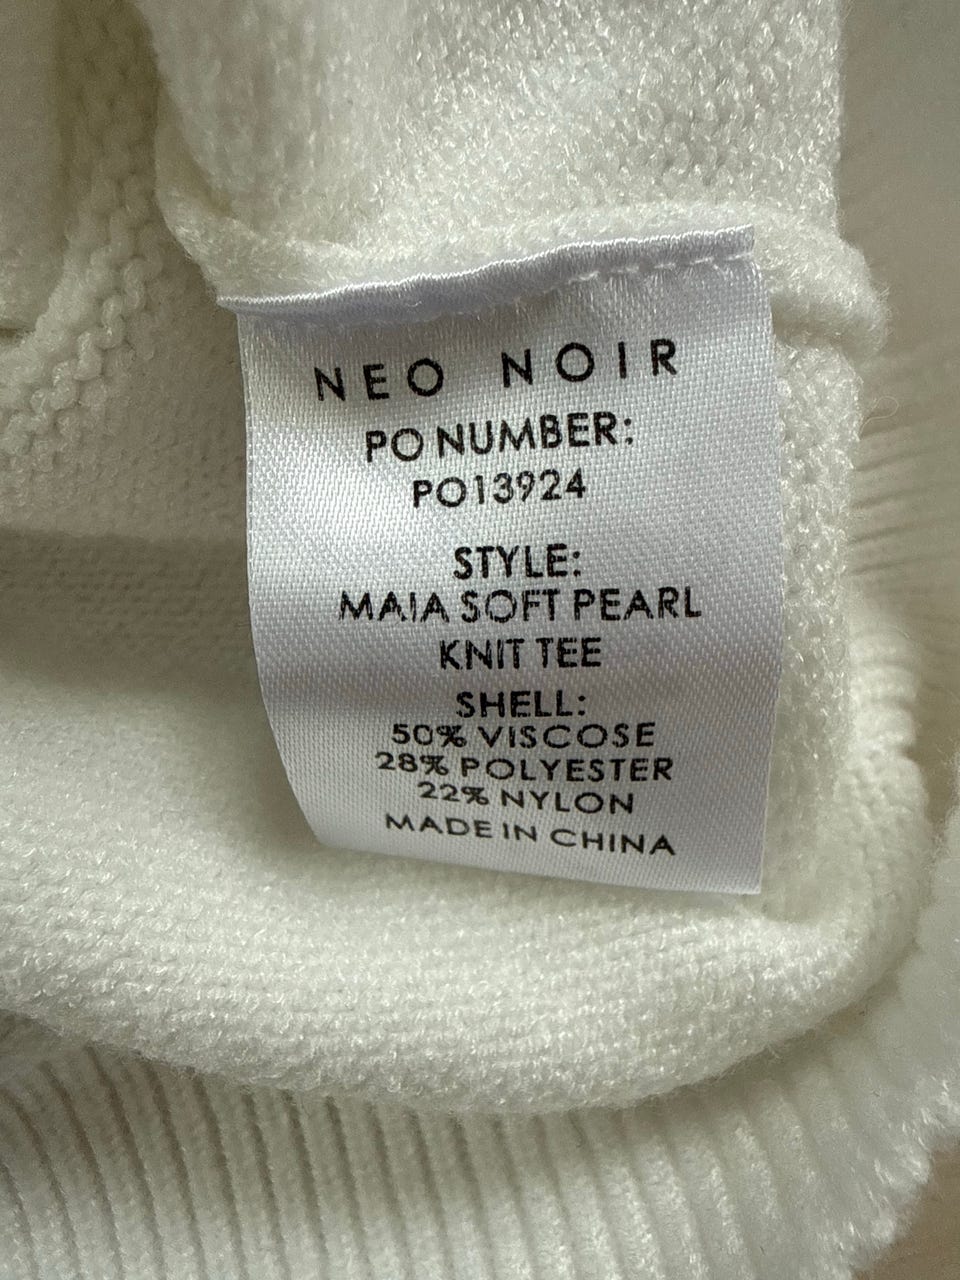 NEO NOIR
PO NUMBER:
PO13924
STYLE:
MAIA SOFT PEARL
KNIT TEE
SHELL:
50% VISCOSE
28% POLYESTER
22% NYLON
MADE IN CHINA